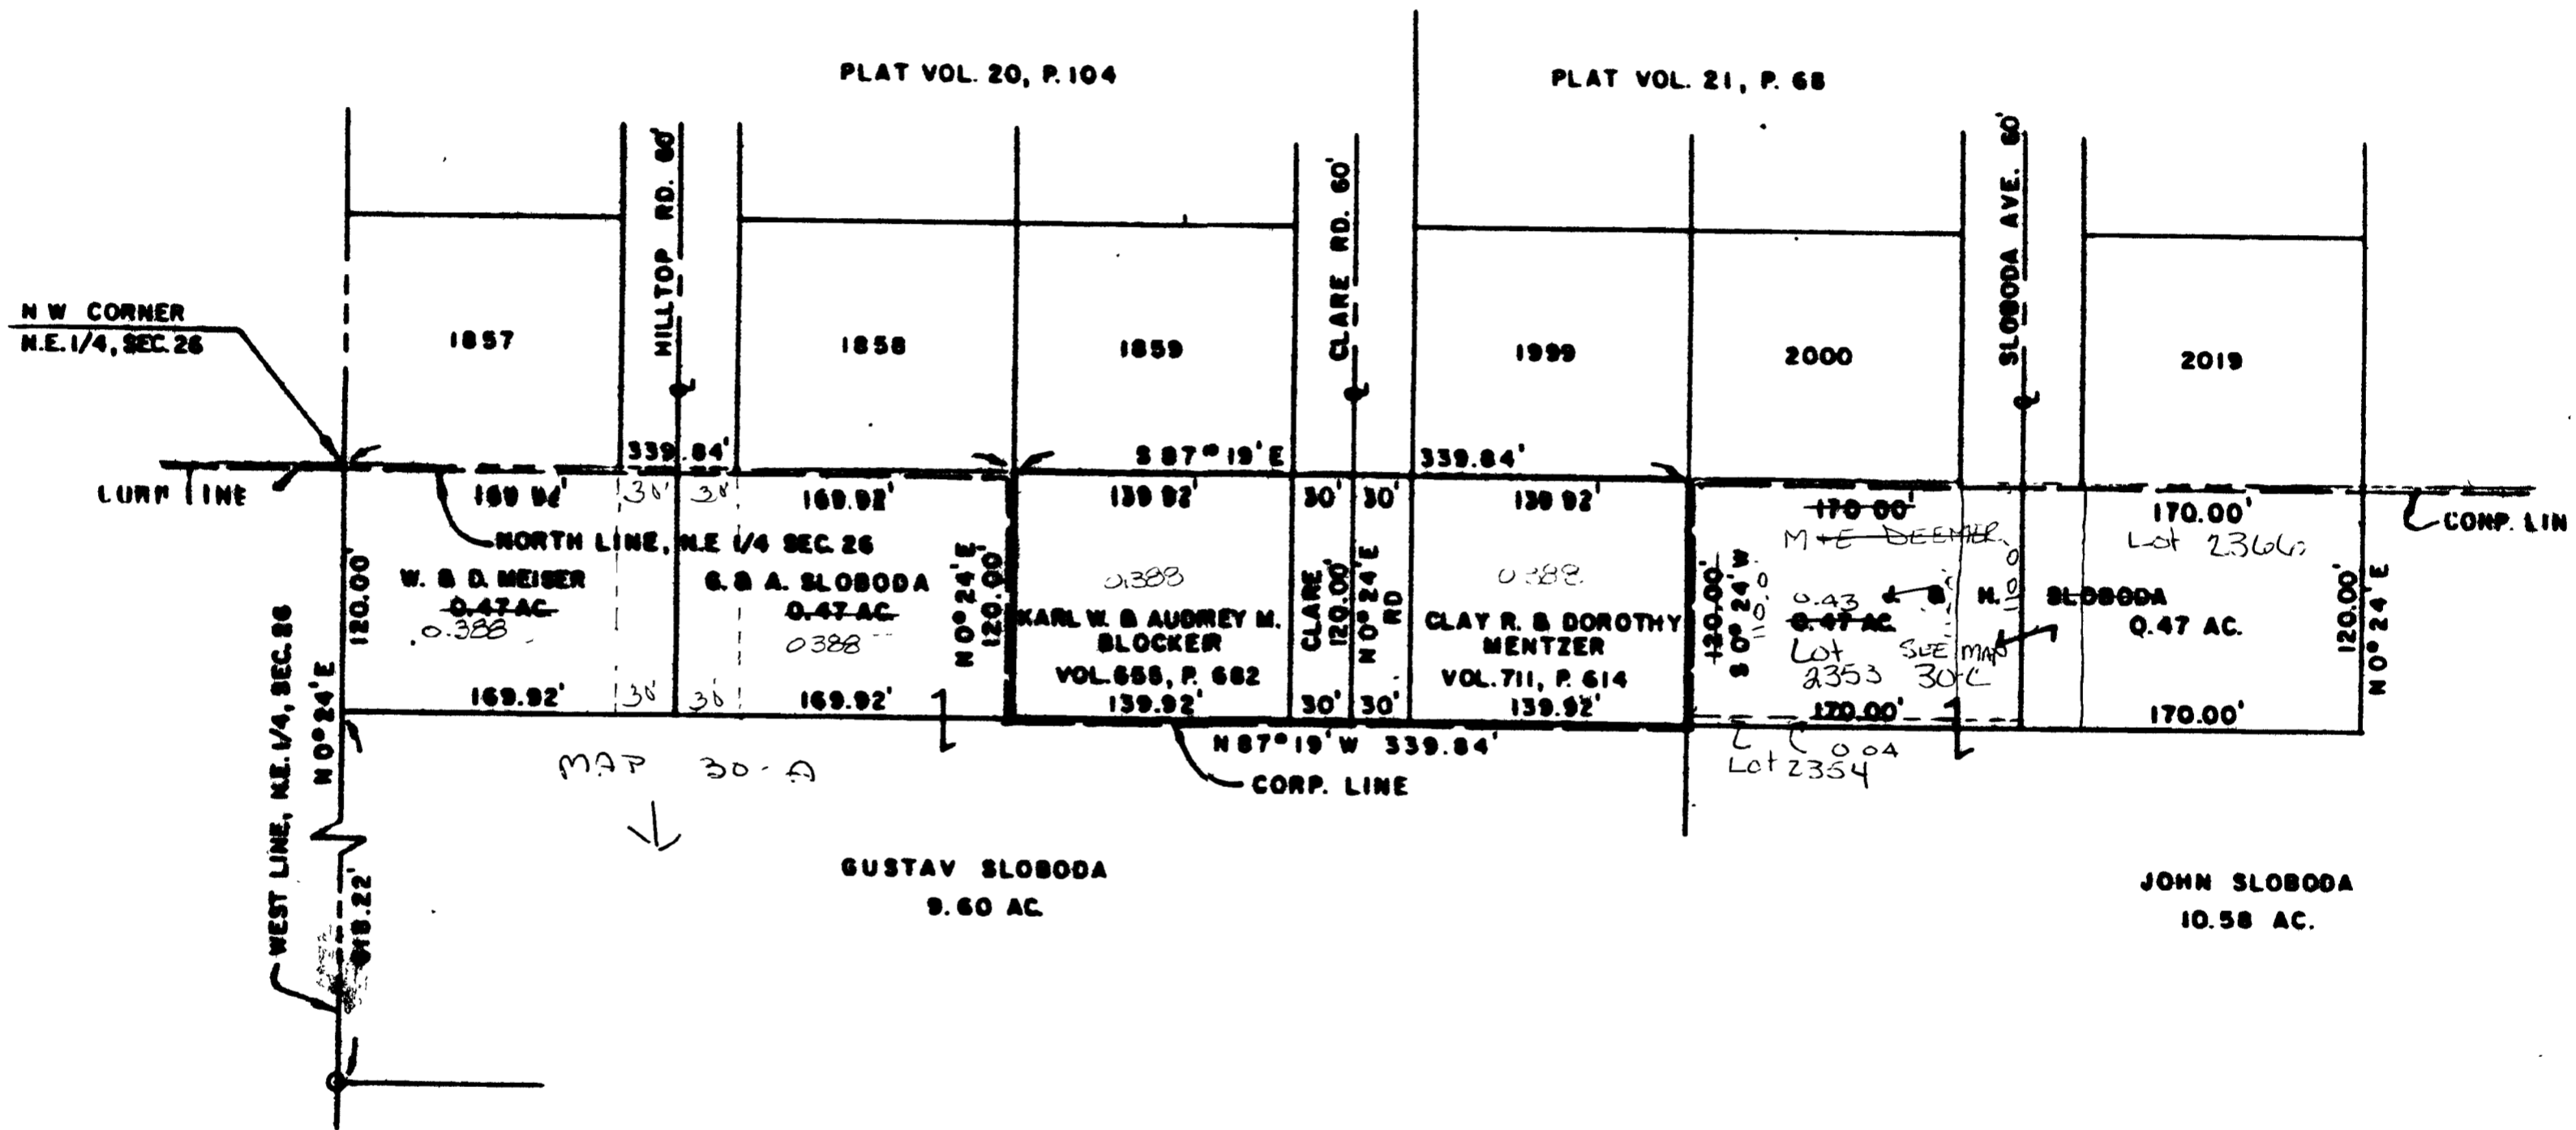 PLAT VOL. 20, P. 104
PLAT VOL. 21, P. 68
HILLTOP RD. 60'
CLARE RD. 60'
SLOBODA AVE. 60'
N W CORNER
N.E. 1/4, SEC. 26
1857
1858
1859
1999
2000
2019
339.84'
S 87° 19' E
339.84'
CORP LINE
169.92'
30'
30'
169.92'
139.92'
30'
30'
139.92'
170.00'
170.00'
CORP. LIN
NORTH LINE, N.E 1/4 SEC. 26
M + E DEEMER
Lot 2366
W. & D. MEISER
0.47 AC.
0.388
G. & A. SLOBODA
0.47 AC.
0.388
120.00'
N 0° 24' E
120.00'
0.388
KARL W. & AUDREY M.
BLOCKER
VOL. 655, P. 682
CLARE
RD
120.00'
N 0° 24' E
0.388
CLAY R. & DOROTHY
MENTZER
VOL. 711, P. 614
120.00'
S 0° 24' W
J. & H. SLOBODA
0.43
0.47 AC.
Lot
2353
SEE MAP
30-C
0.47 AC.
120.00'
N 0° 24' E
169.92'
30'
30'
169.92'
139.92'
30'
30'
139.92'
170.00'
170.00'
N 87° 19' W 339.84'
CORP. LINE
0.04
Lot 2354
MAP 30-A
WEST LINE, N.E. 1/4, SEC. 26
N 0° 24' E
GUSTAV SLOBODA
9.60 AC.
JOHN SLOBODA
10.58 AC.